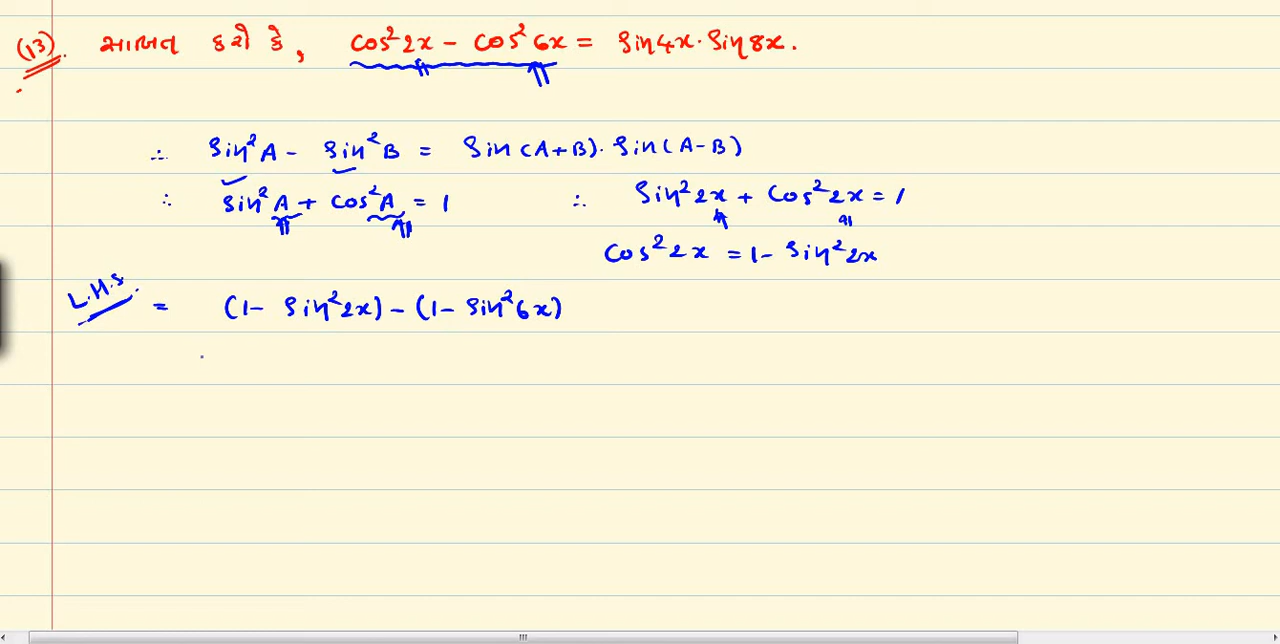 (13). સાબિત કરો કે, cos²2x - cos²6x = sin4x·sin8x.
∴ sin²A - sin²B = sin(A+B)·sin(A-B)
∴ sin²A + cos²A = 1 ∴ sin²2x + cos²2x = 1
cos²2x = 1 - sin²2x
L.H.S. = (1 - sin²2x) - (1 - sin²6x)